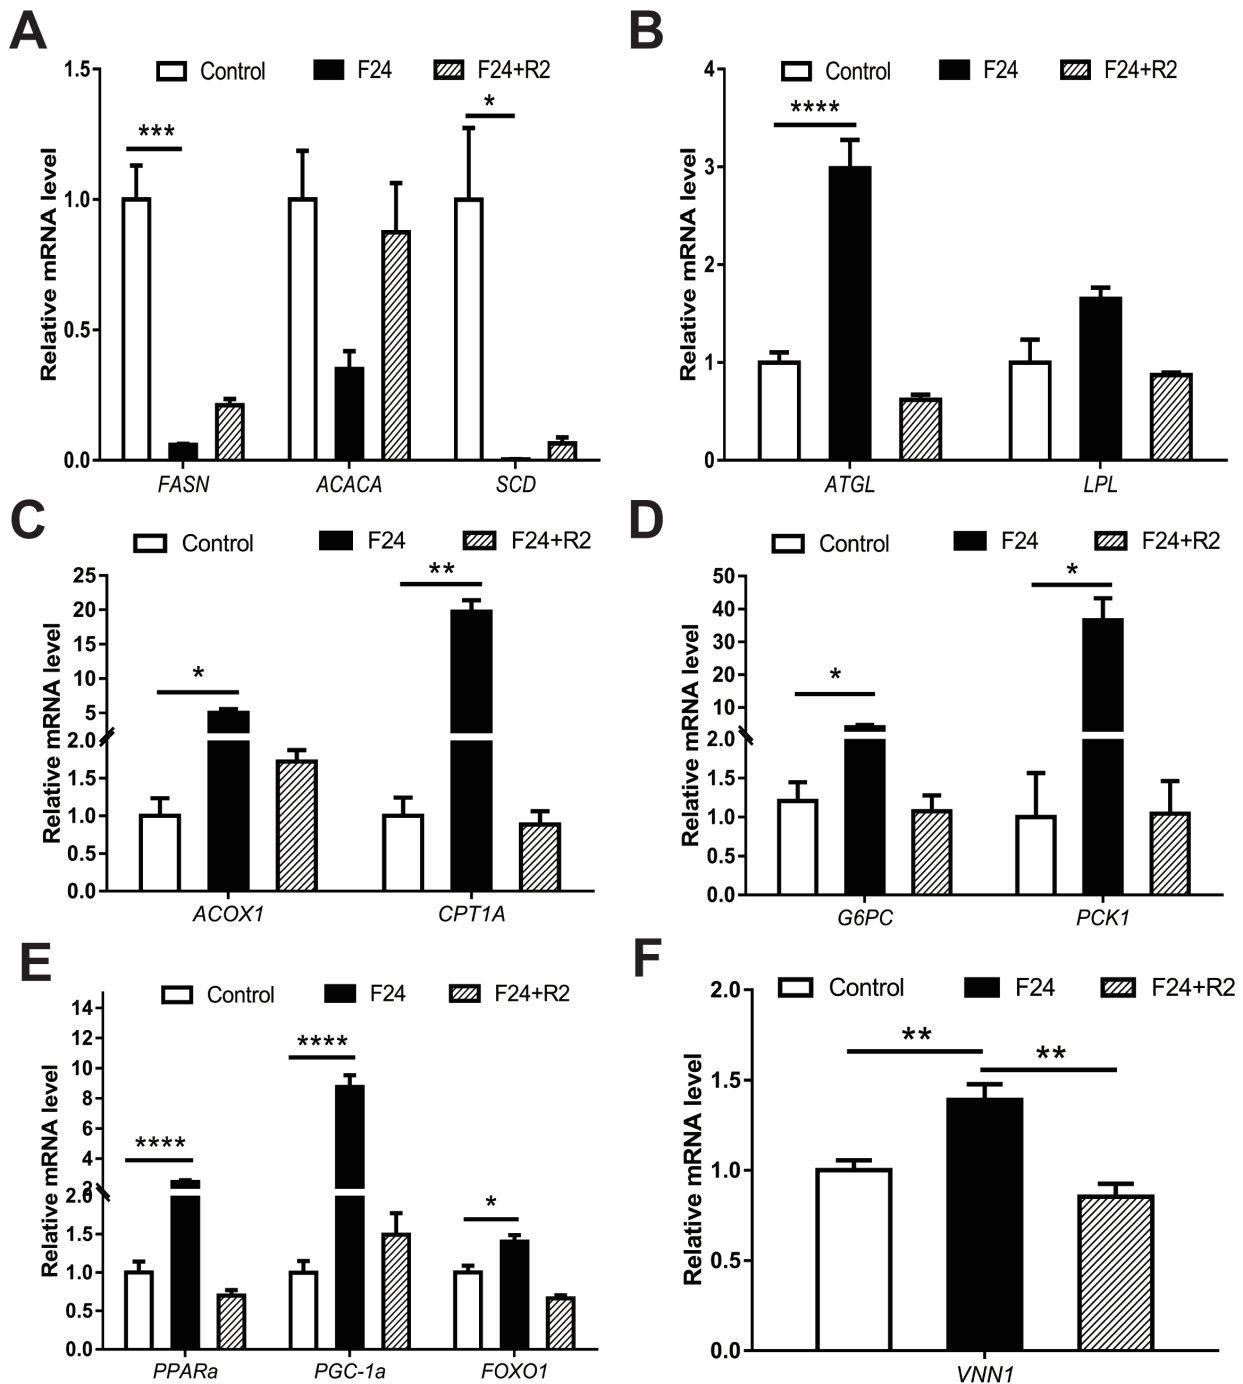 A
Control F24 F24+R2
Relative mRNA level
1.5
1.0
0.5
0.0
***
*
FASN ACACA SCD
B
Control F24 F24+R2
Relative mRNA level
4
3
2
1
0
****
ATGL LPL
C
Control F24 F24+R2
Relative mRNA level
25
20
15
10
5
2.0
1.5
1.0
0.5
0.0
*
**
ACOX1 CPT1A
D
Control F24 F24+R2
Relative mRNA level
50
40
30
20
10
2.0
1.5
1.0
0.5
0.0
*
*
G6PC PCK1
E
Control F24 F24+R2
Relative mRNA level
14
12
10
8
6
4
2
2.0
1.5
1.0
0.5
0.0
****
****
*
PPARa PGC-1a FOXO1
F
Control F24 F24+R2
Relative mRNA level
2.0
1.5
1.0
0.5
0.0
**
**
VNN1